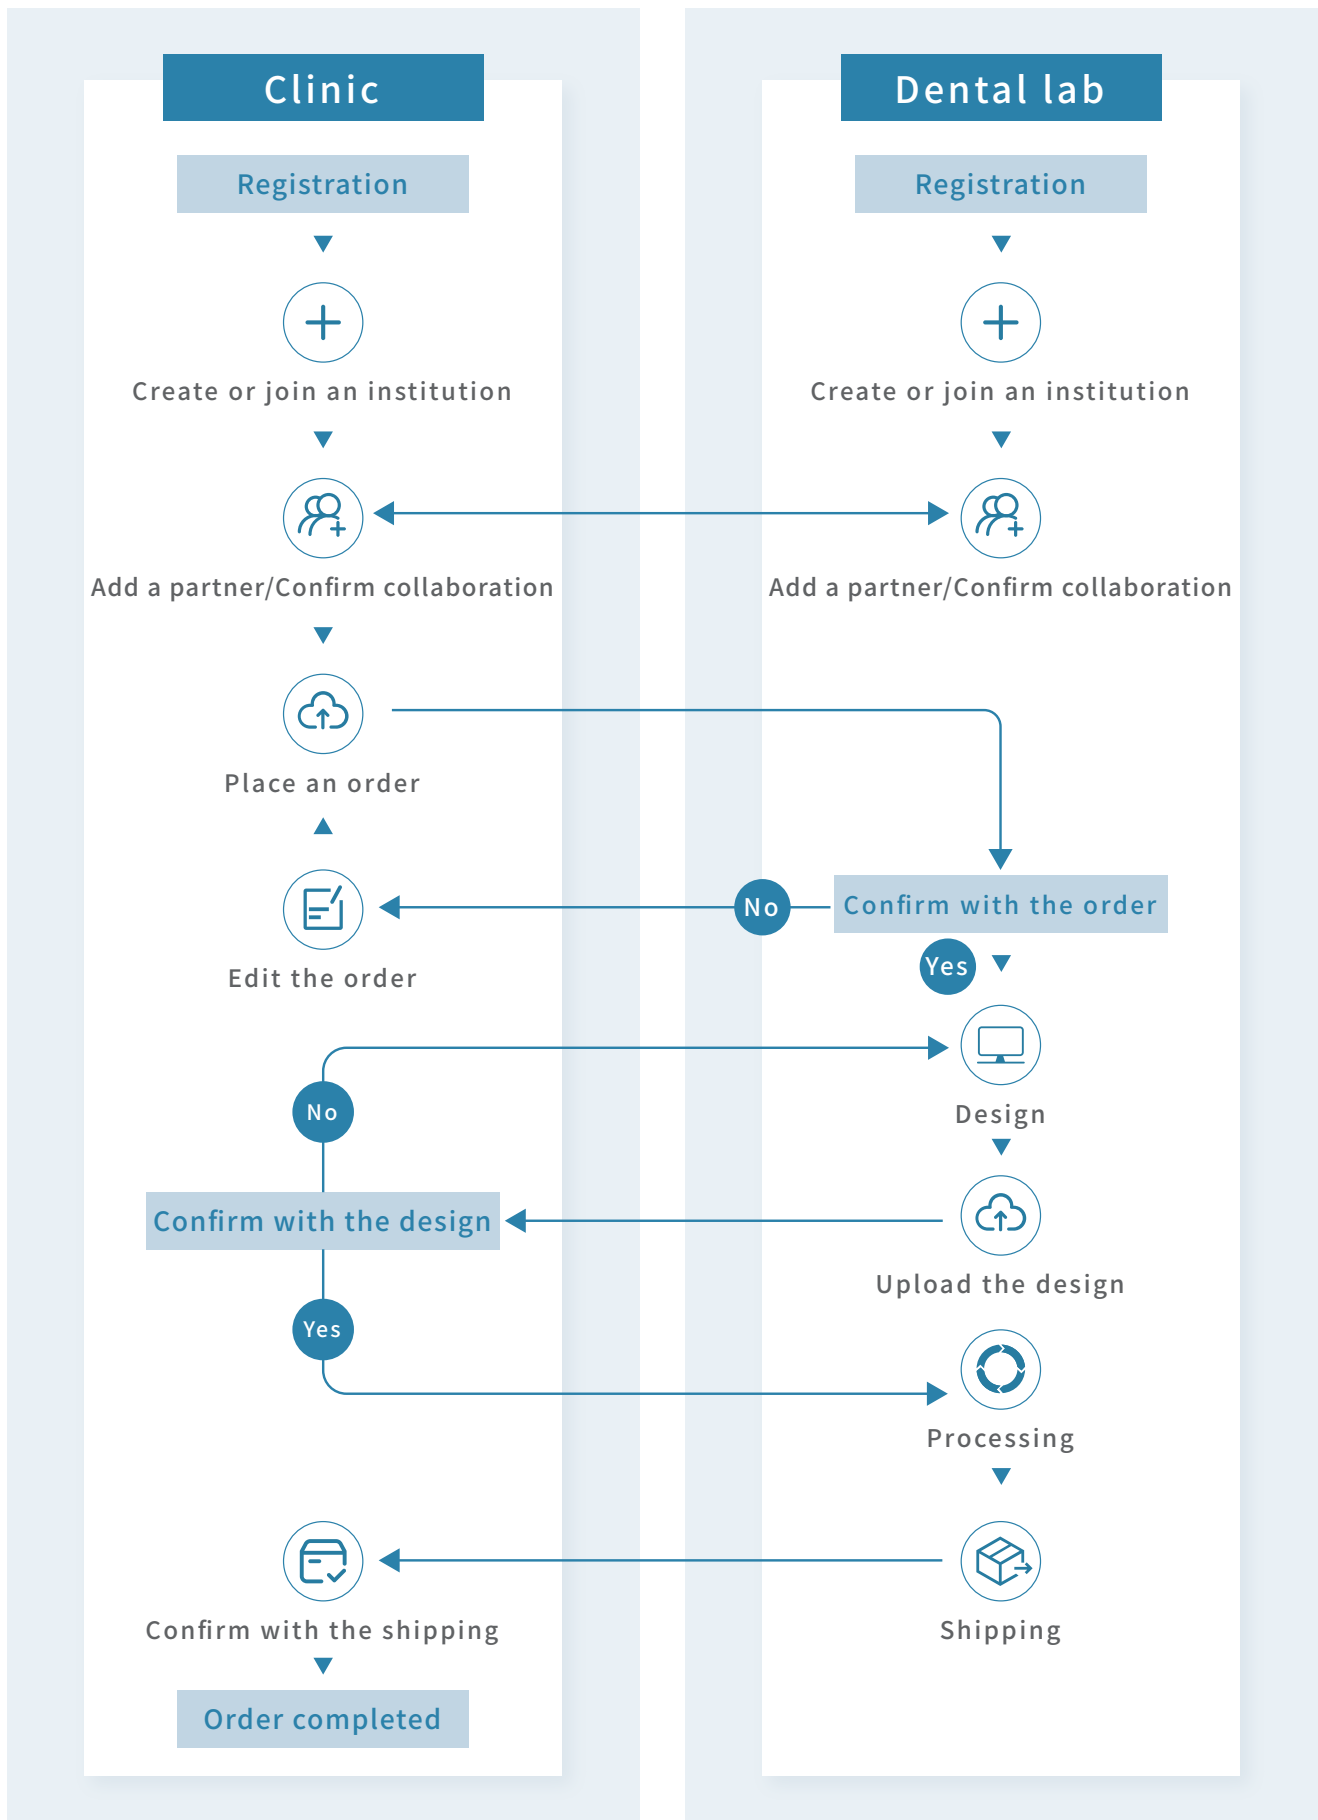 Clinic
Registration
Create or join an institution
Add a partner/Confirm collaboration
Place an order
Edit the order
No
Confirm with the design
Yes
Confirm with the shipping
Order completed
Dental lab
Registration
Create or join an institution
Add a partner/Confirm collaboration
No
Confirm with the order
Yes
Design
Upload the design
Processing
Shipping